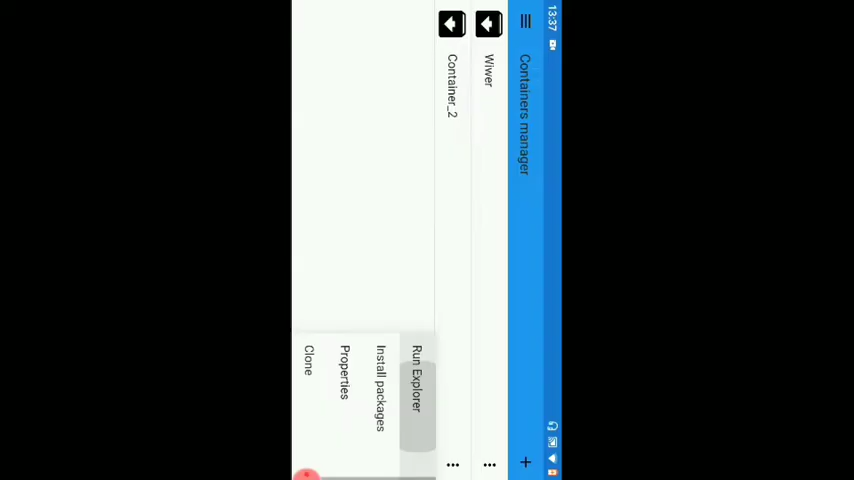 13:37
Containers manager
Wiwer
Container_2
Run Explorer
Install packages
Properties
Clone